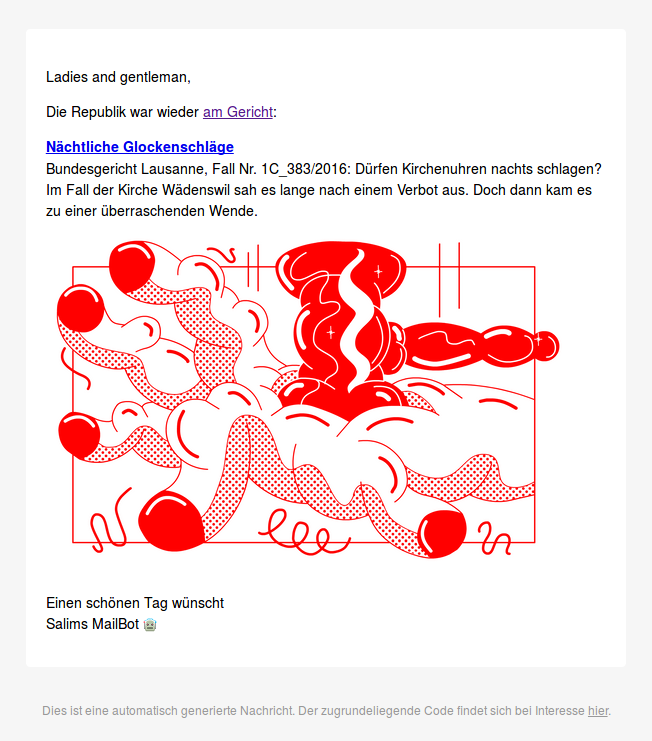 Ladies and gentleman,
Die Republik war wieder am Gericht:
Nächtliche Glockenschläge
Bundesgericht Lausanne, Fall Nr. 1C_383/2016: Dürfen Kirchenuhren nachts schlagen?
Im Fall der Kirche Wädenswil sah es lange nach einem Verbot aus. Doch dann kam es
zu einer überraschenden Wende.
Einen schönen Tag wünscht
Salims MailBot 🤖
Dies ist eine automatisch generierte Nachricht. Der zugrundeliegende Code findet sich bei Interesse hier.